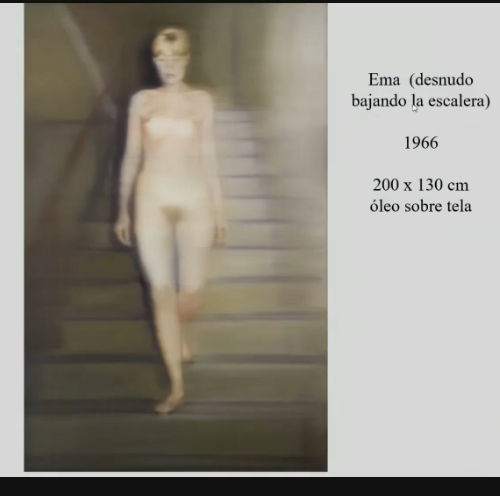 Ema (desnudo
bajando la escalera)
1966
200 x 130 cm
óleo sobre tela